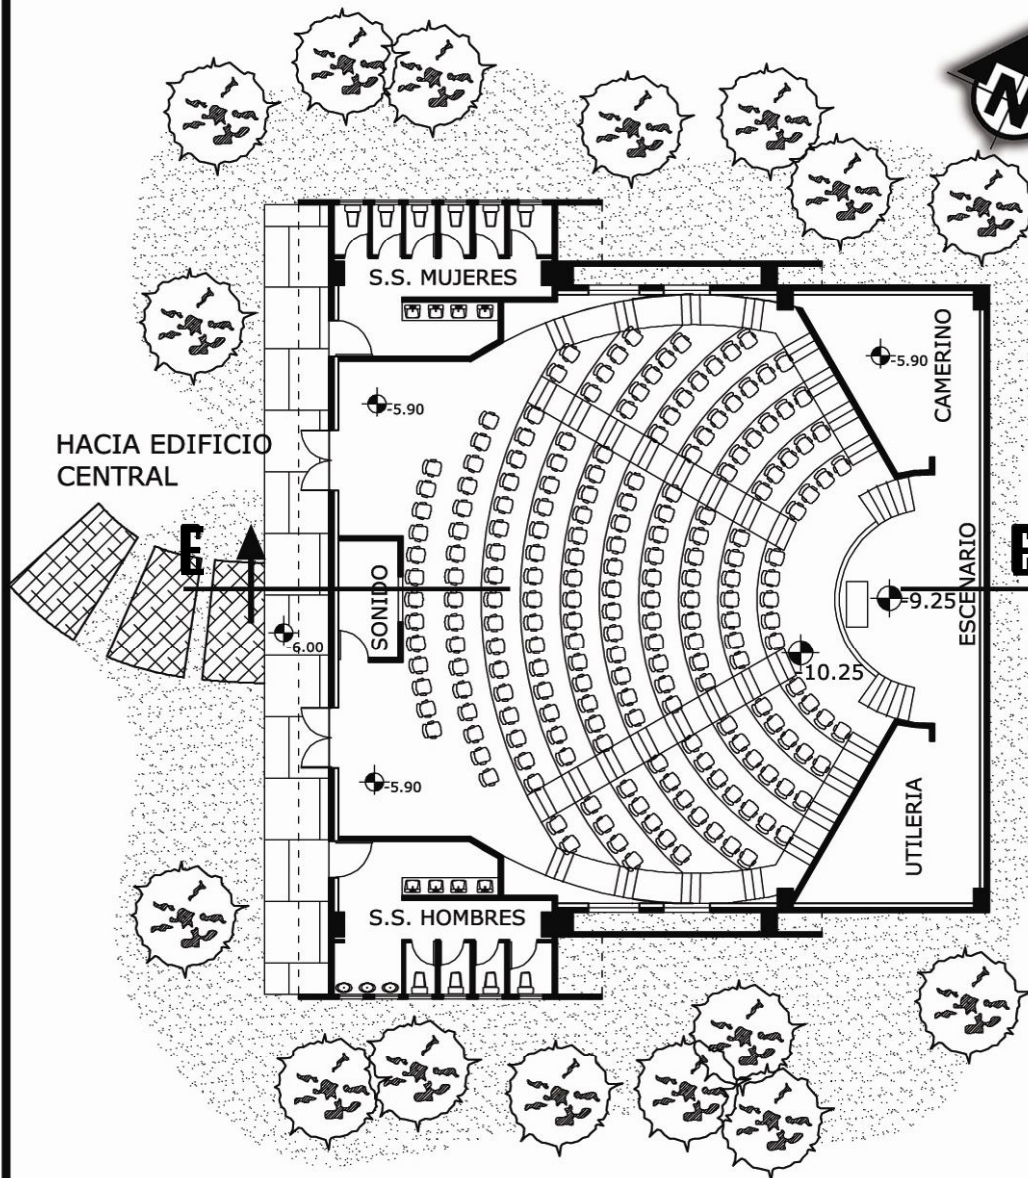 N
S.S. MUJERES
-5.90
CAMERINO
-5.90
HACIA EDIFICIO
CENTRAL
E
E
SONIDO
ESCENARIO
-9.25
-6.00
-10.25
-5.90
UTILERIA
S.S. HOMBRES